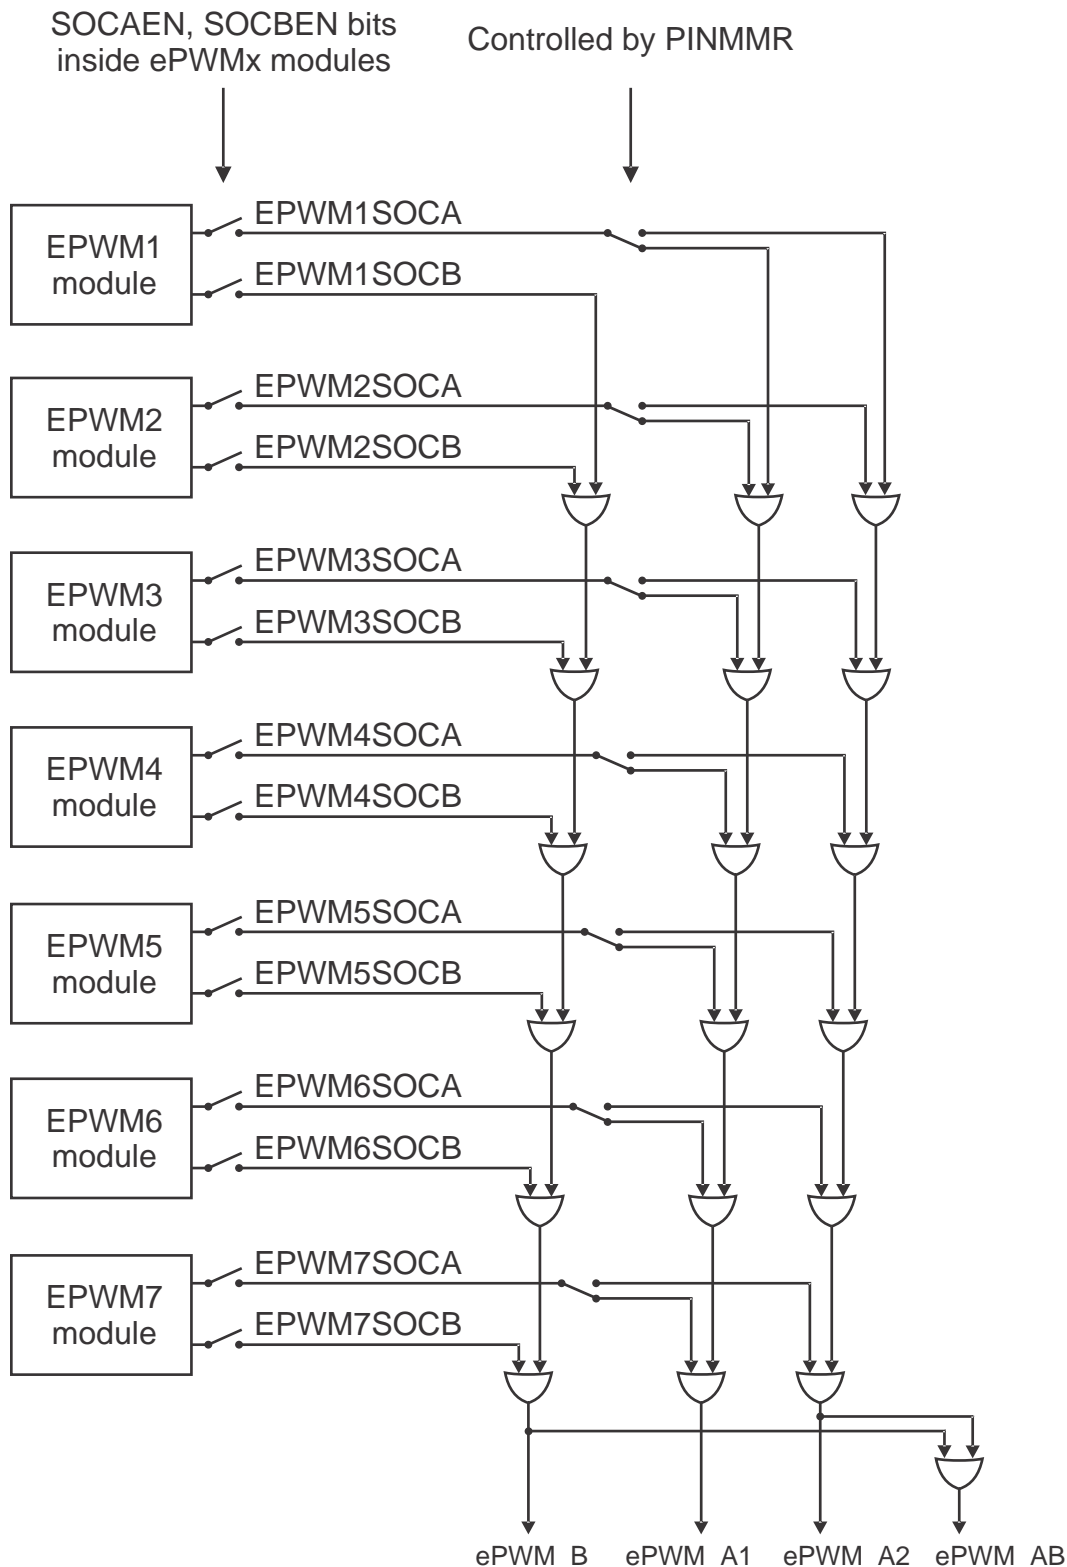 SOCAEN, SOCBEN bits
inside ePWMx modules
Controlled by PINMMR
EPWM1
module
EPWM1SOCA
EPWM1SOCB
EPWM2
module
EPWM2SOCA
EPWM2SOCB
EPWM3
module
EPWM3SOCA
EPWM3SOCB
EPWM4
module
EPWM4SOCA
EPWM4SOCB
EPWM5
module
EPWM5SOCA
EPWM5SOCB
EPWM6
module
EPWM6SOCA
EPWM6SOCB
EPWM7
module
EPWM7SOCA
EPWM7SOCB
ePWM_B ePWM_A1 ePWM_A2 ePWM_AB